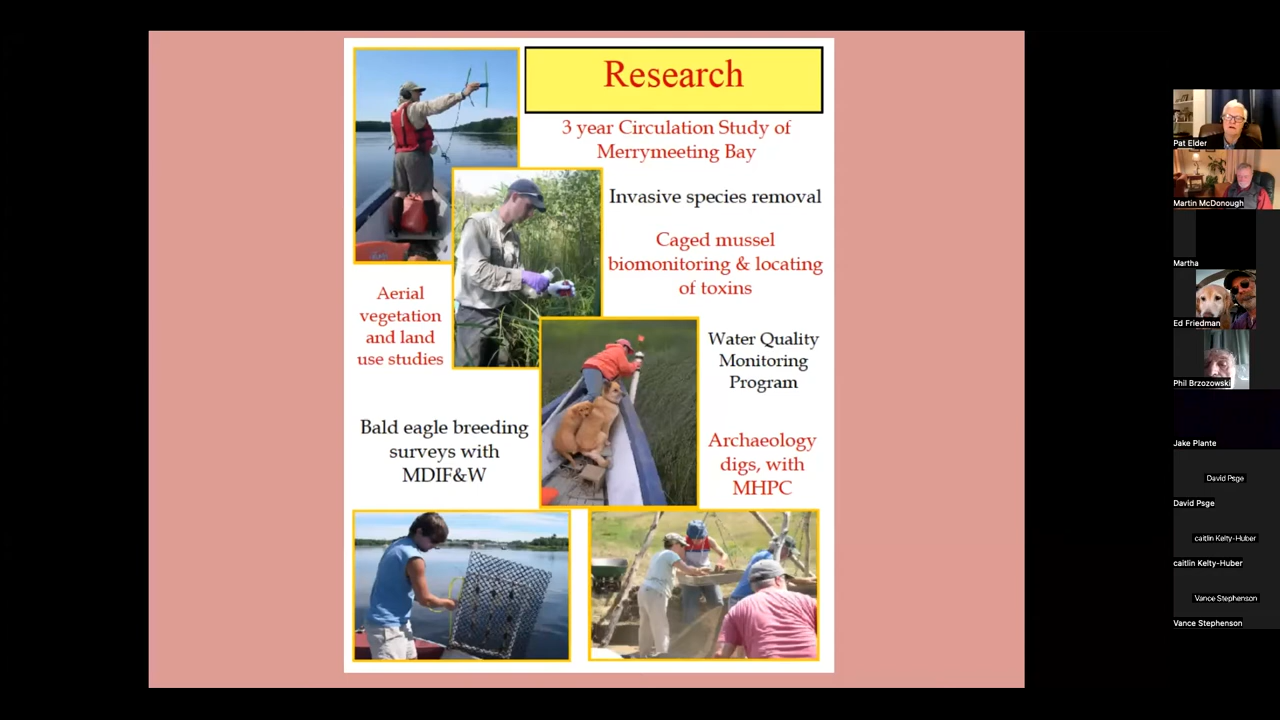 Research
3 year Circulation Study of
Merrymeeting Bay
Invasive species removal
Caged mussel
biomonitoring & locating
of toxins
Aerial
vegetation
and land
use studies
Water Quality
Monitoring
Program
Bald eagle breeding
surveys with
MDIF&W
Archaeology
digs, with
MHPC
Pat Elder
Martin McDonough
Martha
Ed Friedman
Phil Brzozowski
Jake Plante
David Psge
David Psge
caitlin Kelty-Huber
caitlin Kelty-Huber
Vance Stephenson
Vance Stephenson